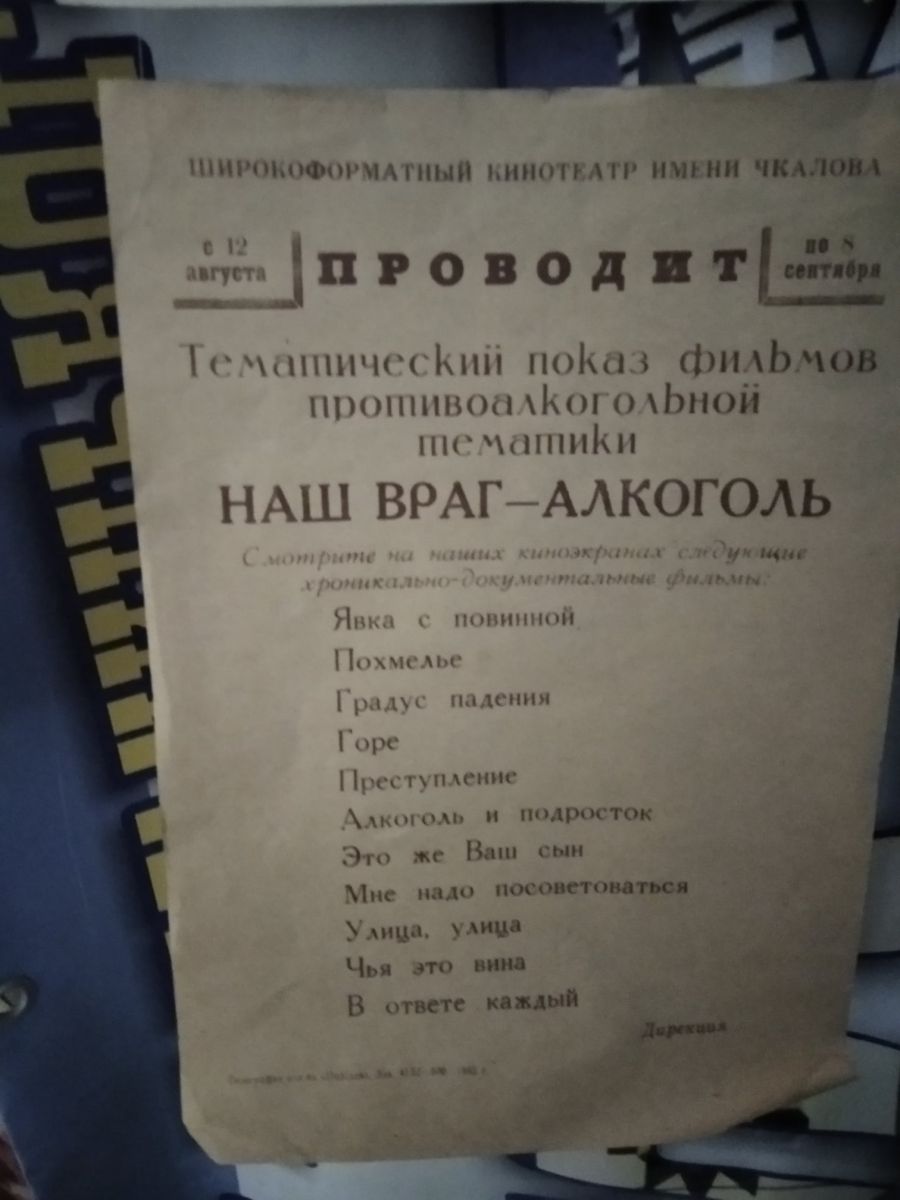 ШИРОКОФОРМАТНЫЙ КИНОТЕАТР ИМЕНИ ЧКАЛОВА
с 12
августа
ПРОВОДИТ
по 8
сентября
Тематический показ фильмов
противоалкогольной
тематики
НАШ ВРАГ—АЛКОГОЛЬ
Смотрите на наших киноэкранах следующие
хроникально-документальные фильмы:
Явка с повинной
Похмелье
Градус падения
Горе
Преступление
Алкоголь и подросток
Это же Ваш сын
Мне надо посоветоваться
Улица, улица
Чья это вина
В ответе каждый
Дирекция